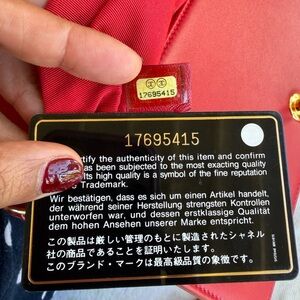 17695415
17695415
tify the authenticity of this item and confirm
has been subjected to the most exacting quality
Its high quality is a symbol of the fine reputation
Trademark.
Wir bestätigen, dass es sich um einen Artikel handelt,
der während seiner Herstellung strengsten Kontrollen
unterworfen war, und dessen erstklassige Qualität
dem hohen Ansehen unserer Marke entspricht.
この製品は厳しい管理のもとに製造されたシャネル
社の商品であることを証明いたします。
このブランド・マークは最高級品質の象徴です。